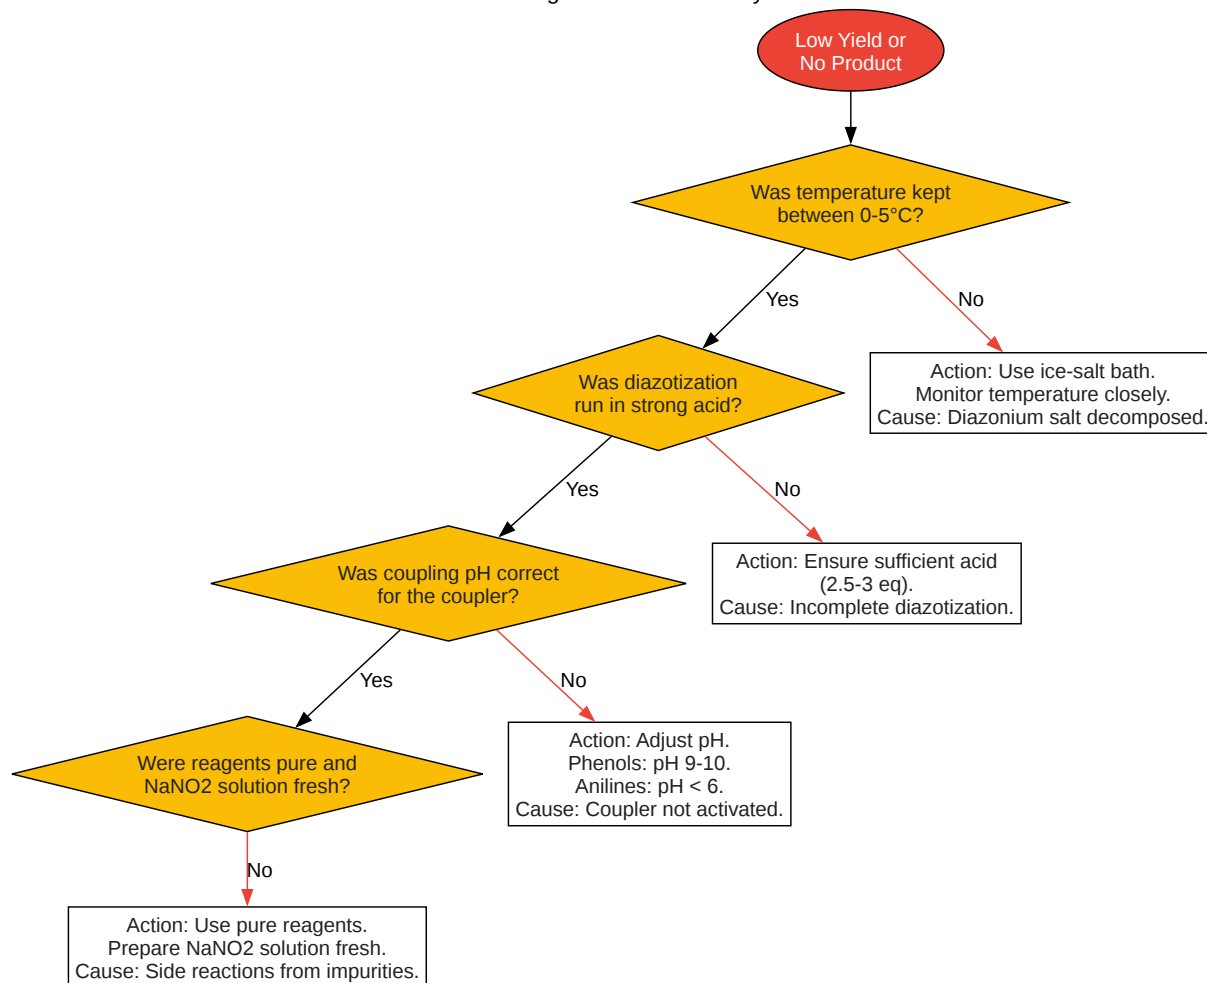 Low Yield or
No Product
Was temperature kept
between 0-5°C?
Yes
No
Was diazotization
run in strong acid?
Action: Use ice-salt bath.
Monitor temperature closely.
Cause: Diazonium salt decomposed.
Yes
No
Was coupling pH correct
for the coupler?
Action: Ensure sufficient acid
(2.5-3 eq).
Cause: Incomplete diazotization.
Yes
No
Were reagents pure and
NaNO2 solution fresh?
Action: Adjust pH.
Phenols: pH 9-10.
Anilines: pH < 6.
Cause: Coupler not activated.
No
Action: Use pure reagents.
Prepare NaNO2 solution fresh.
Cause: Side reactions from impurities.